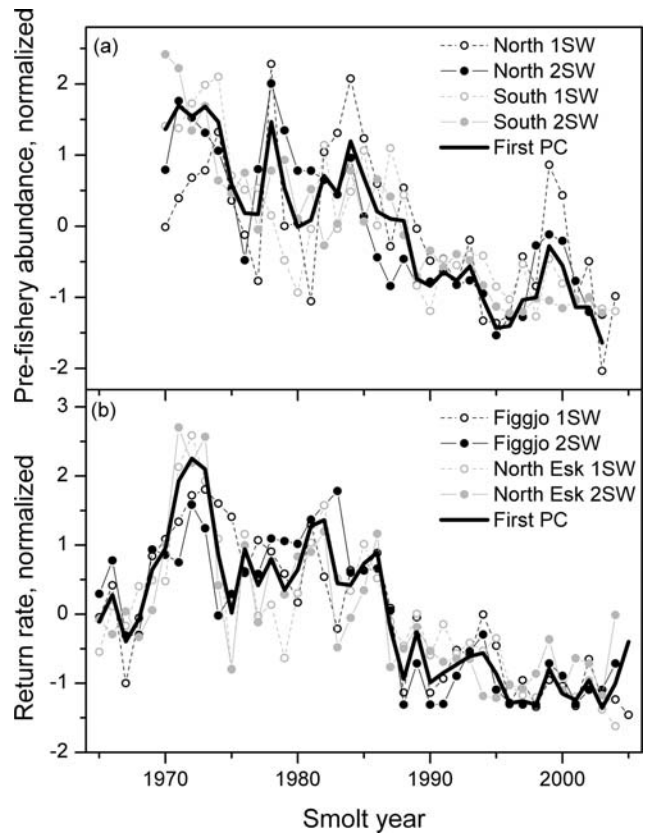 (a)
North 1SW
North 2SW
South 1SW
South 2SW
First PC
Pre-fishery abundance, normalized
2
1
0
-1
-2
(b)
Figgjo 1SW
Figgjo 2SW
North Esk 1SW
North Esk 2SW
First PC
Return rate, normalized
3
2
1
0
-1
-2
1970 1980 1990 2000
Smolt year